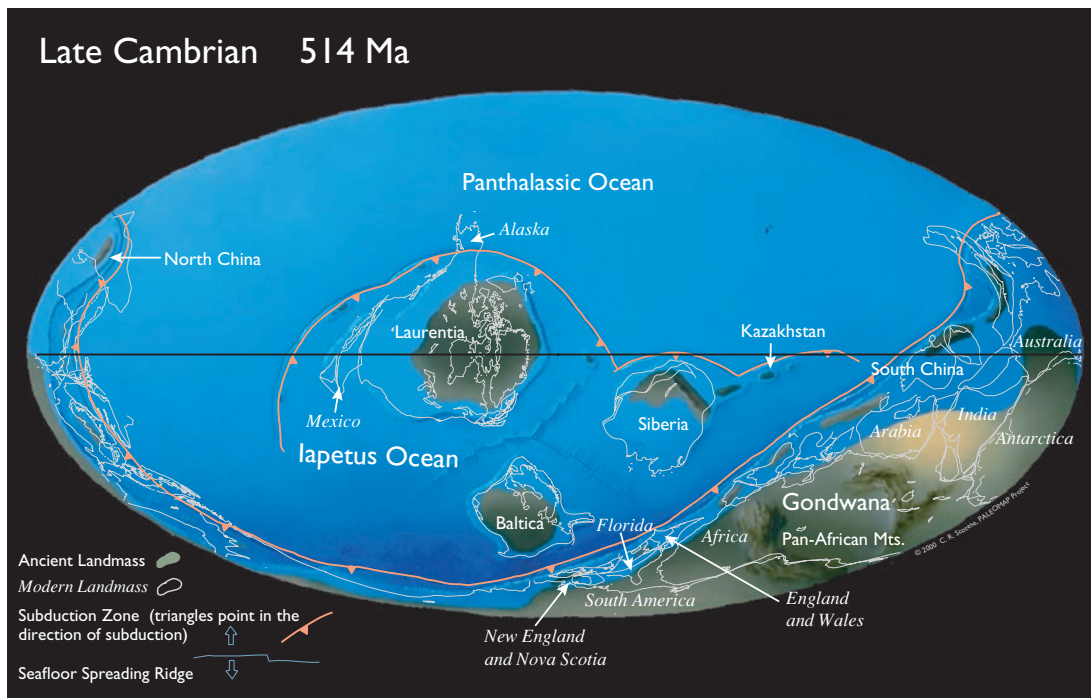 Late Cambrian 514 Ma
Panthalassic Ocean
Alaska
North China
Laurentia
Kazakhstan
Australia
South China
Mexico
Siberia
India
Arabia
Antarctica
Iapetus Ocean
Gondwana
Baltica
Florida
Africa
Pan-African Mts.
© 2000 C. R. Scotese, PALEOMAP Project
Ancient Landmass
Modern Landmass
South America
England
and Wales
Subduction Zone (triangles point in the
direction of subduction)
New England
and Nova Scotia
Seafloor Spreading Ridge